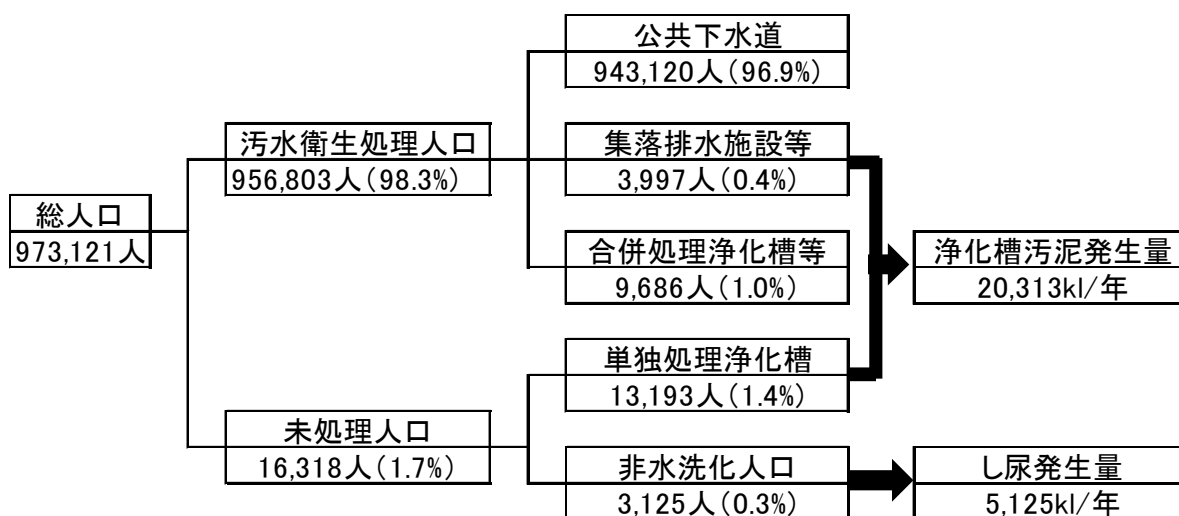 総人口
973,121人
汚水衛生処理人口
956,803人(98.3%)
未処理人口
16,318人(1.7%)
公共下水道
943,120人(96.9%)
集落排水施設等
3,997人(0.4%)
合併処理浄化槽等
9,686人(1.0%)
単独処理浄化槽
13,193人(1.4%)
非水洗化人口
3,125人(0.3%)
浄化槽汚泥発生量
20,313kl/年
し尿発生量
5,125kl/年